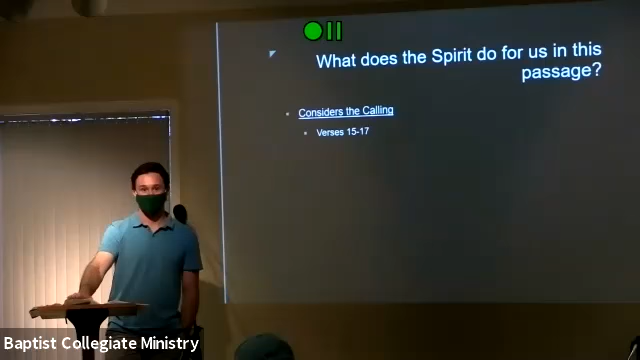 What does the Spirit do for us in this
passage?
Considers the Calling
Verses 15-17
Baptist Collegiate Ministry